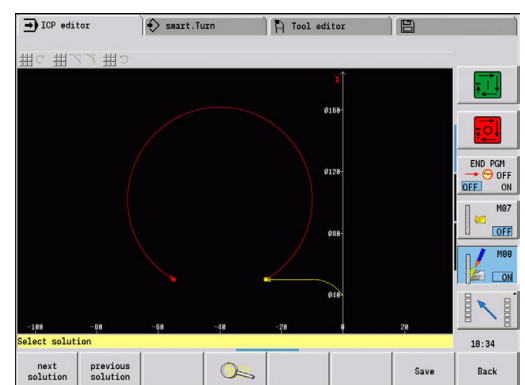 ICP editor
smart.Turn
Tool editor
X
Ø160
Ø120
Ø80
Ø40
-100
-80
-60
-40
-20
0
20
END PGM
OFF
OFF ON
M07
OFF
M08
ON
Select solution
10:34
next solution
previous solution
Save
Back